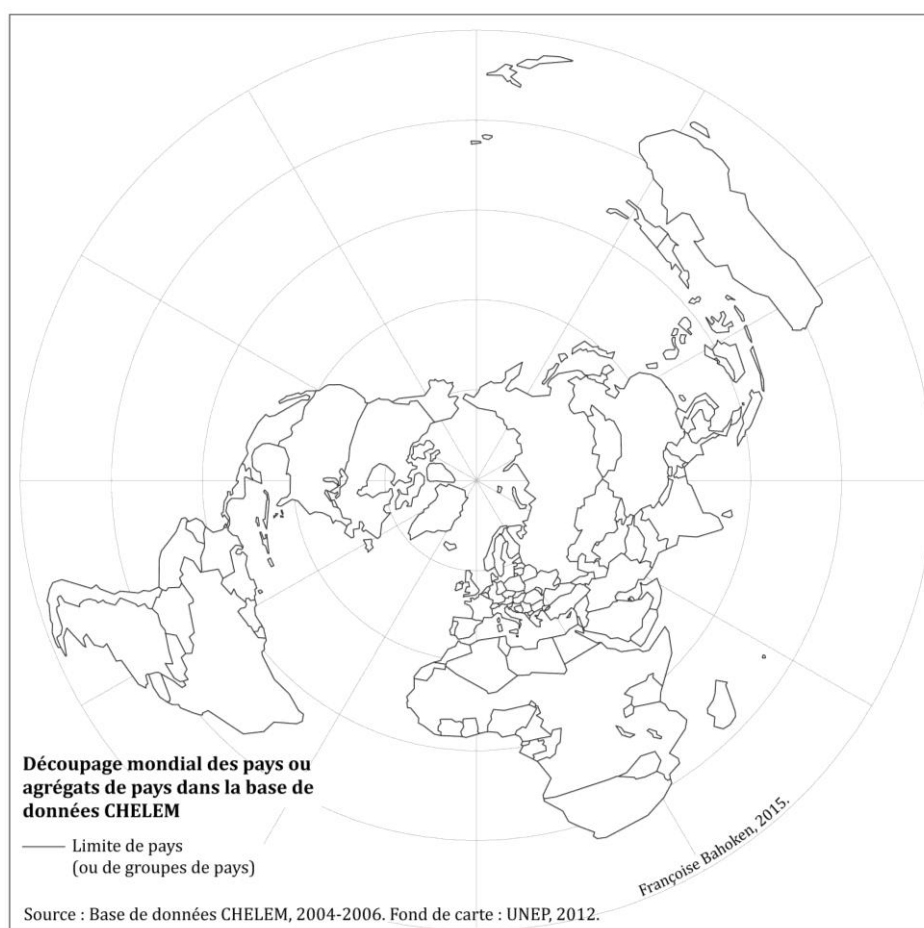 Découpage mondial des pays ou
agrégats de pays dans la base de
données CHELEM
Limite de pays
(ou de groupes de pays)
Françoise Bahoken, 2015.
Source : Base de données CHELEM, 2004-2006. Fond de carte : UNEP, 2012.